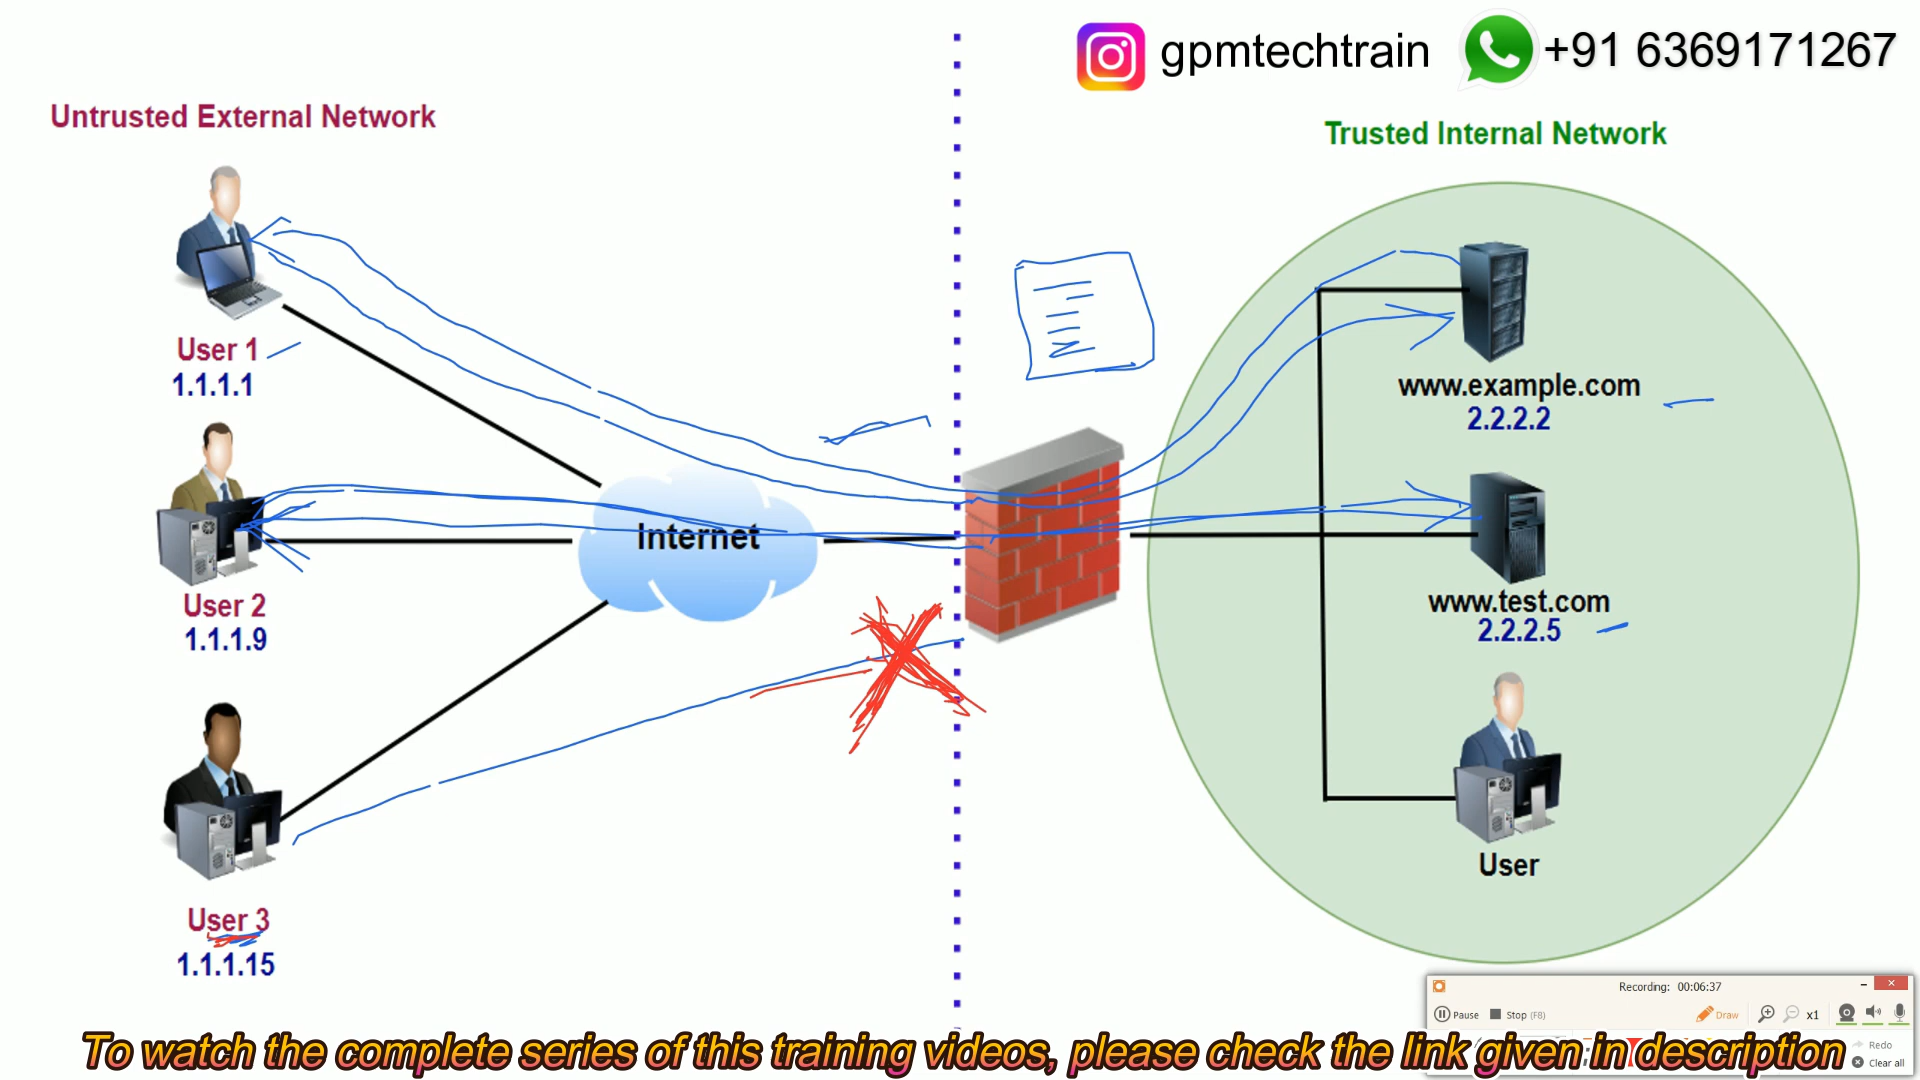 gpmtechtrain
+91 6369171267
Untrusted External Network
Trusted Internal Network
User 1
1.1.1.1
www.example.com
2.2.2.2
Internet
User 2
1.1.1.9
www.test.com
2.2.2.5
User
User 3
1.1.1.15
Recording: 00:06:37
Pause
Stop (F8)
Draw
x1
Redo
Clear all
To watch the complete series of this training videos, please check the link given in description